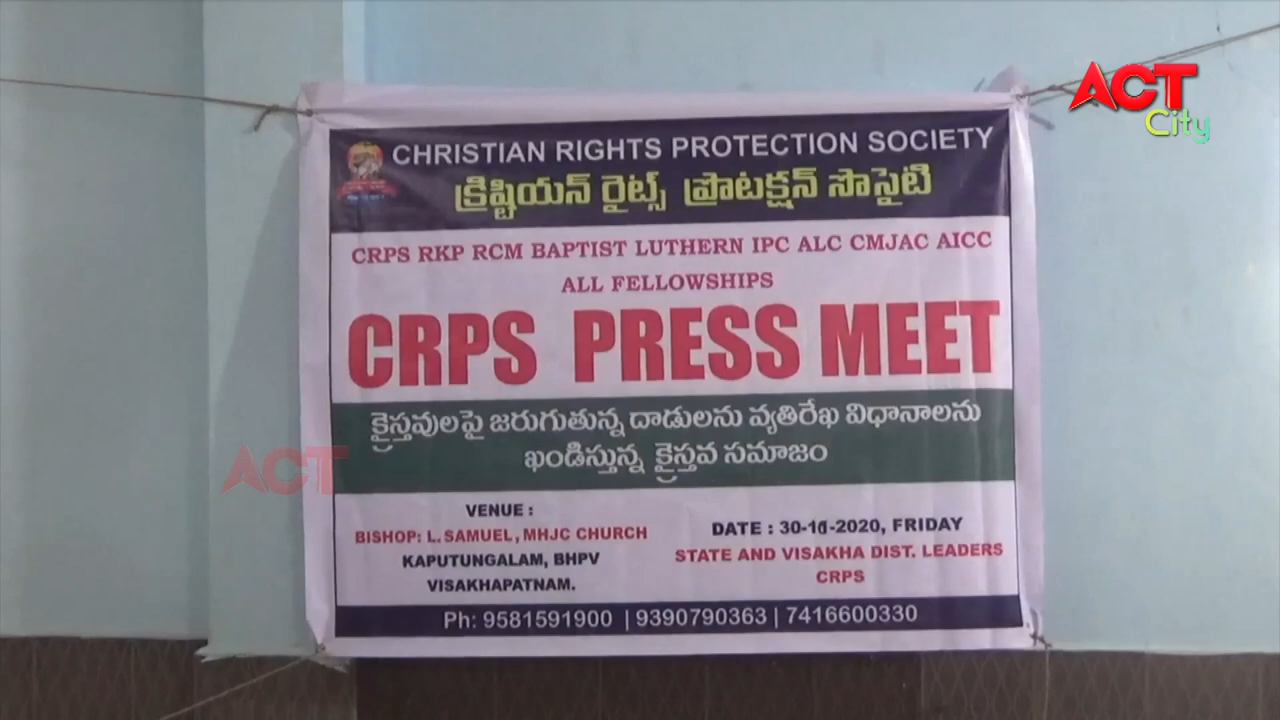 ACT
City
CHRISTIAN RIGHTS PROTECTION SOCIETY
క్రిష్టియన్ రైట్స్ ప్రొటక్షన్ సొసైటి
CRPS RKP RCM BAPTIST LUTHERN IPC ALC CMJAC AICC
ALL FELLOWSHIPS
CRPS PRESS MEET
క్రైస్తవులపై జరుగుతున్న దాడులను వ్యతిరేఖ విధానాలను
ఖండిస్తున్న క్రైస్తవ సమాజం
ACT
VENUE :
BISHOP: L. SAMUEL, MHJC CHURCH
KAPUTUNGALAM, BHPV
VISAKHAPATNAM.
DATE : 30-10-2020, FRIDAY
STATE AND VISAKHA DIST. LEADERS
CRPS
Ph: 9581591900 | 9390790363 | 7416600330